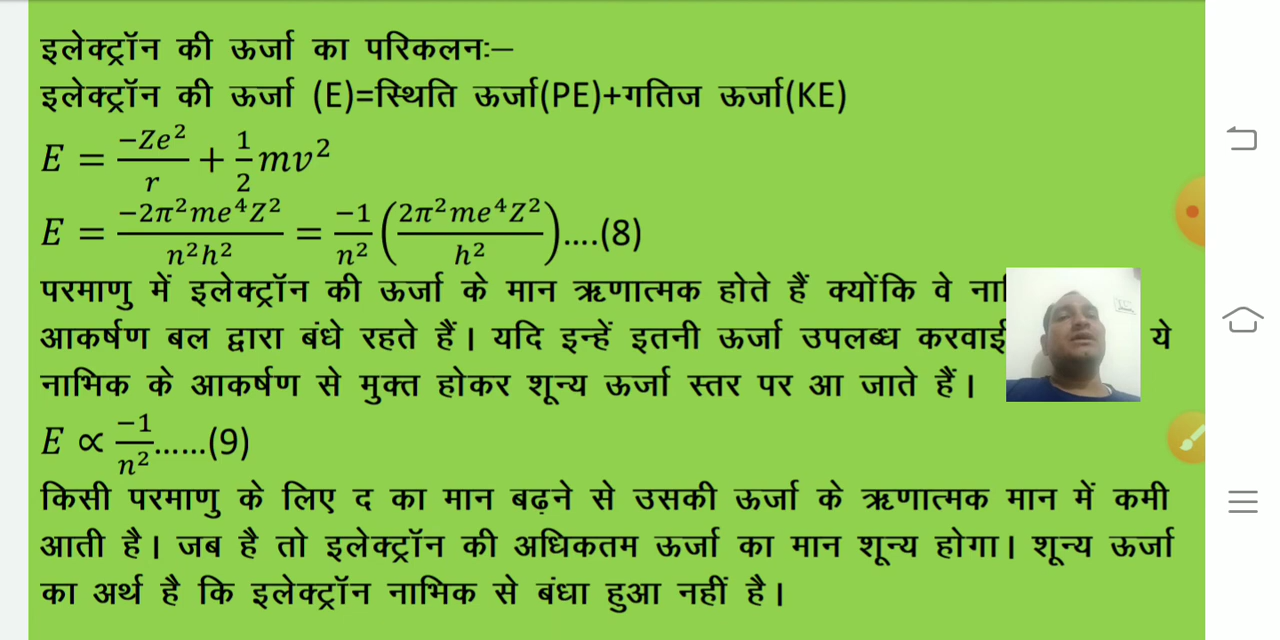 इलेक्ट्रॉन की ऊर्जा का परिकलनः—
इलेक्ट्रॉन की ऊर्जा (E)=स्थिति ऊर्जा(PE)+गतिज ऊर्जा(KE)
E = −Ze²/r + 1/2 mv²
E = −2π²me⁴Z²/n²h² = −1/n² (2π²me⁴Z²/h²)....(8)
परमाणु में इलेक्ट्रॉन की ऊर्जा के मान ऋणात्मक होते हैं क्योंकि वे
आकर्षण बल द्वारा बंधे रहते हैं। यदि इन्हें इतनी ऊर्जा उपलब्ध करवाई ये
नाभिक के आकर्षण से मुक्त होकर शून्य ऊर्जा स्तर पर आ जाते हैं।
E ∝ −1/n²......(9)
किसी परमाणु के लिए द का मान बढ़ने से उसकी ऊर्जा के ऋणात्मक मान में कमी
आती है। जब है तो इलेक्ट्रॉन की अधिकतम ऊर्जा का मान शून्य होगा। शून्य ऊर्जा
का अर्थ है कि इलेक्ट्रॉन नाभिक से बंधा हुआ नहीं है।